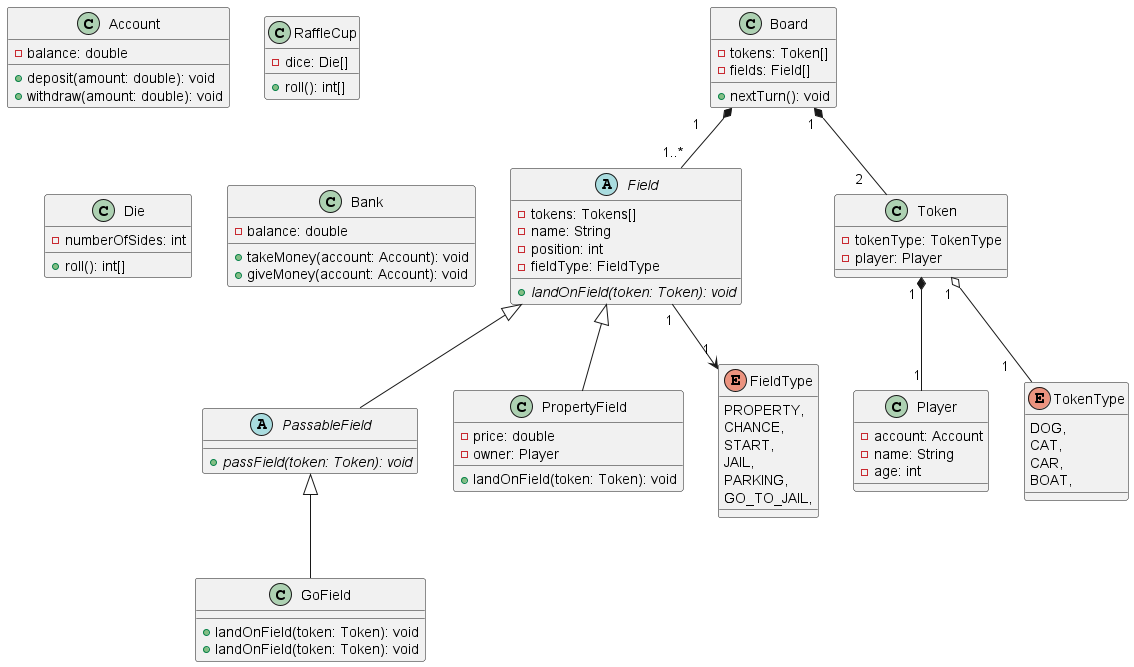 C Account
balance: double
deposit(amount: double): void
withdraw(amount: double): void
C RaffleCup
dice: Die[]
roll(): int[]
C Board
tokens: Token[]
fields: Field[]
nextTurn(): void
1
1
1..*
2
C Die
numberOfSides: int
roll(): int[]
C Bank
balance: double
takeMoney(account: Account): void
giveMoney(account: Account): void
A Field
tokens: Tokens[]
name: String
position: int
fieldType: FieldType
landOnField(token: Token): void
C Token
tokenType: TokenType
player: Player
1
1
1
1
1
1
A PassableField
passField(token: Token): void
C PropertyField
price: double
owner: Player
landOnField(token: Token): void
E FieldType
PROPERTY,
CHANCE,
START,
JAIL,
PARKING,
GO_TO_JAIL,
C Player
account: Account
name: String
age: int
E TokenType
DOG,
CAT,
CAR,
BOAT,
C GoField
landOnField(token: Token): void
landOnField(token: Token): void